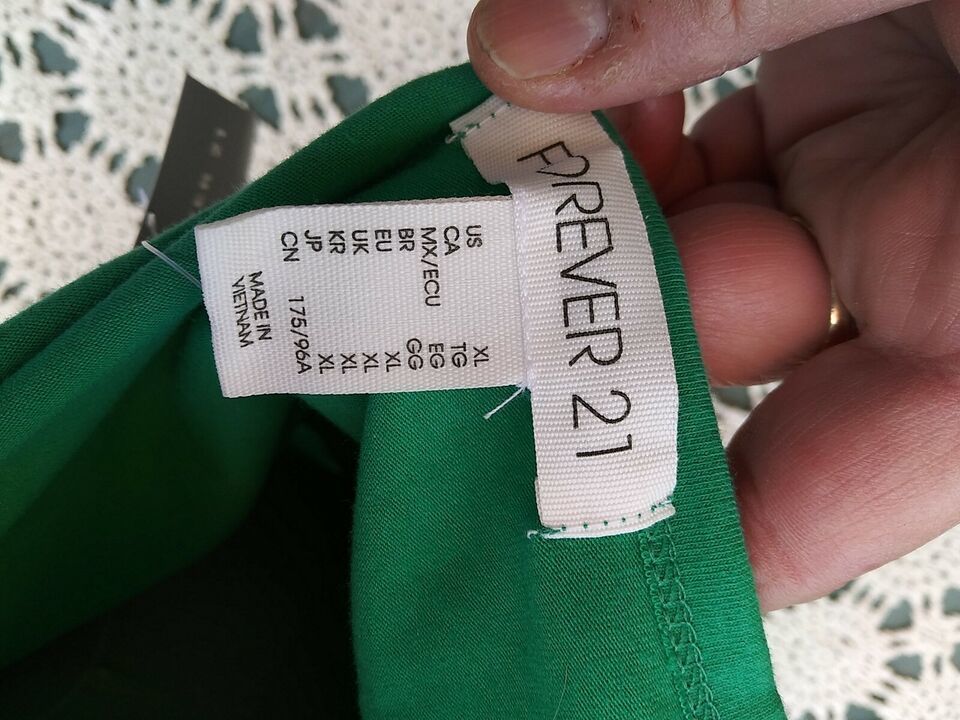 FOREVER 21
US XL
CA TG
MX/ECU EG
BR GG
EU XL
UK XL
KR XL
JP XL
CN 175/96A
MADE IN
VIETNAM